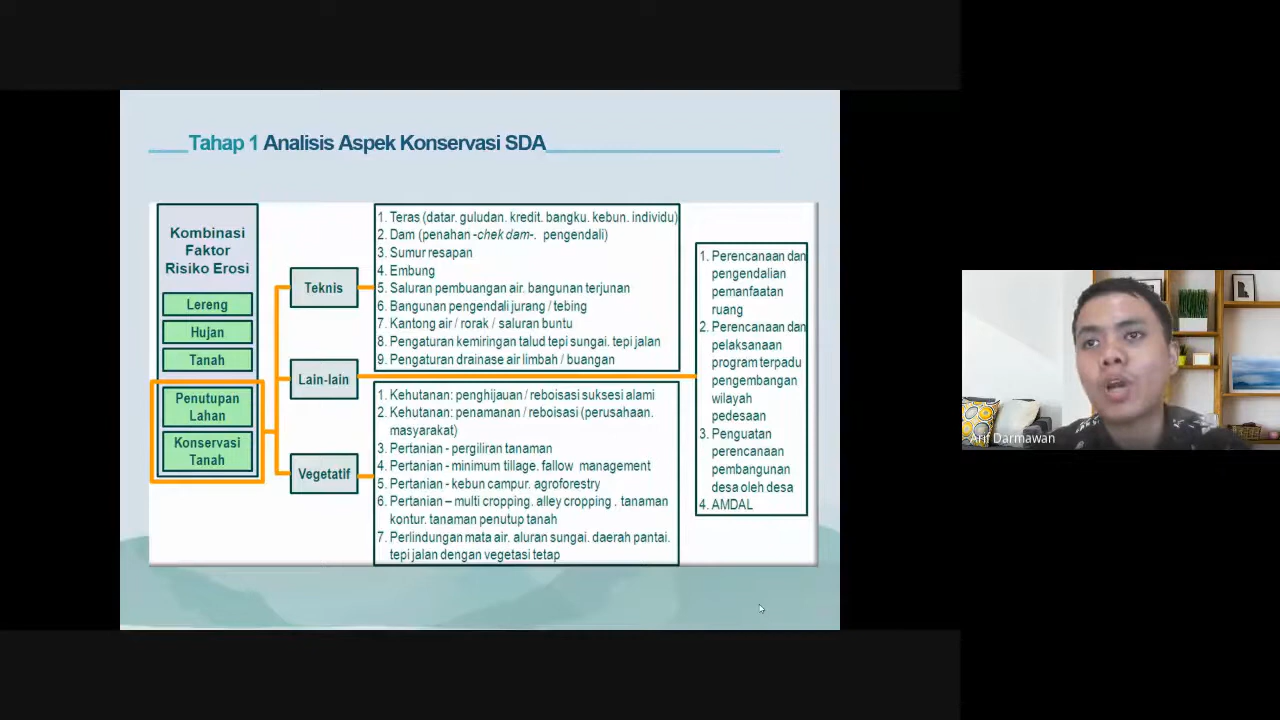 Tahap 1 Analisis Aspek Konservasi SDA
Kombinasi
Faktor
Risiko Erosi
Lereng
Hujan
Tanah
Penutupan
Lahan
Konservasi
Tanah
Teknis
Lain-lain
Vegetatif
1. Teras (datar. guludan. kredit. bangku. kebun. individu)
2. Dam (penahan -chek dam-. pengendali)
3. Sumur resapan
4. Embung
5. Saluran pembuangan air. bangunan terjunan
6. Bangunan pengendali jurang / tebing
7. Kantong air / rorak / saluran buntu
8. Pengaturan kemiringan talud tepi sungai. tepi jalan
9. Pengaturan drainase air limbah / buangan
1. Kehutanan: penghijauan / reboisasi suksesi alami
2. Kehutanan: penamanan / reboisasi (perusahaan.
masyarakat)
3. Pertanian - pergiliran tanaman
4. Pertanian - minimum tillage. fallow management
5. Pertanian - kebun campur. agroforestry
6. Pertanian – multi cropping. alley cropping . tanaman
kontur. tanaman penutup tanah
7. Perlindungan mata air. aluran sungai. daerah pantai.
tepi jalan dengan vegetasi tetap
1. Perencanaan dan
pengendalian
pemanfaatan
ruang
2. Perencanaan dan
pelaksanaan
program terpadu
pengembangan
wilayah
pedesaan
3. Penguatan
perencanaan
pembangunan
desa oleh desa
4. AMDAL
Arif Darmawan